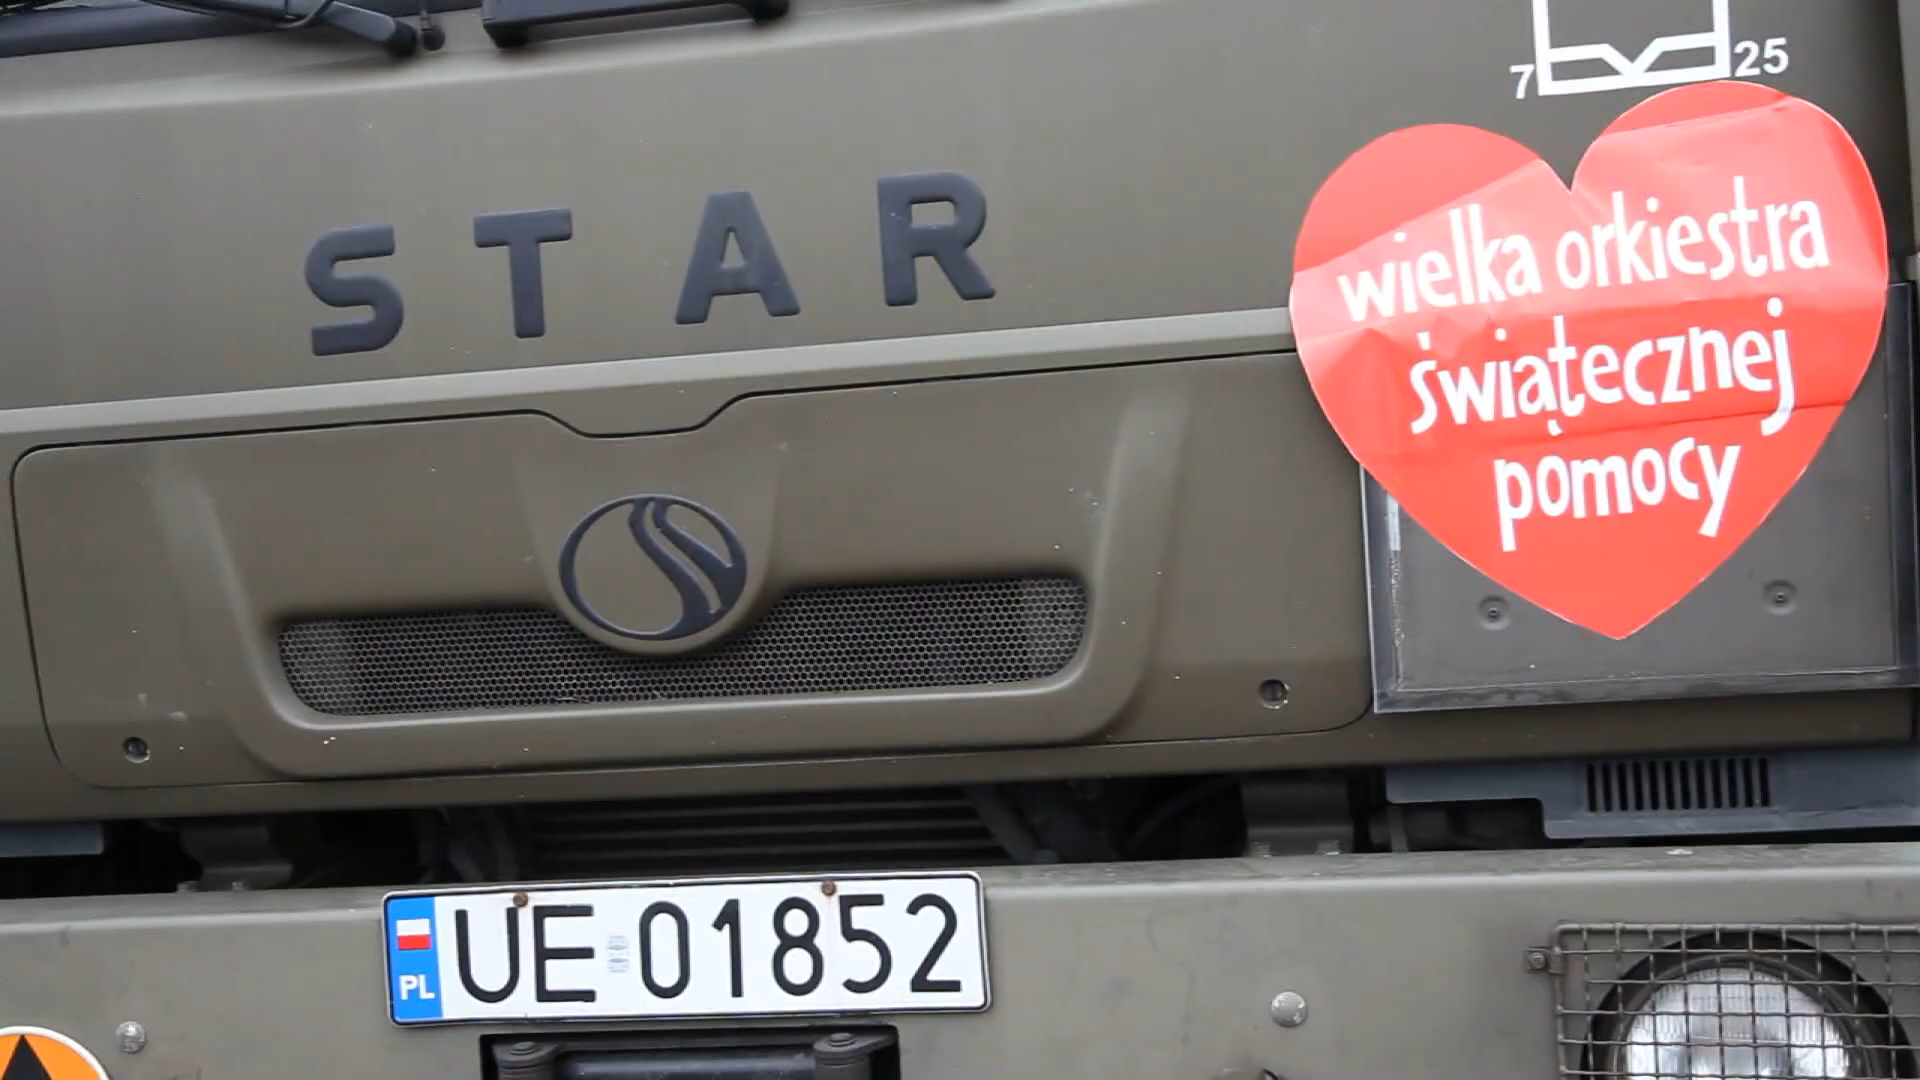 7 25
STAR
wielka orkiestra
świątecznej
pomocy
PL UE 01852